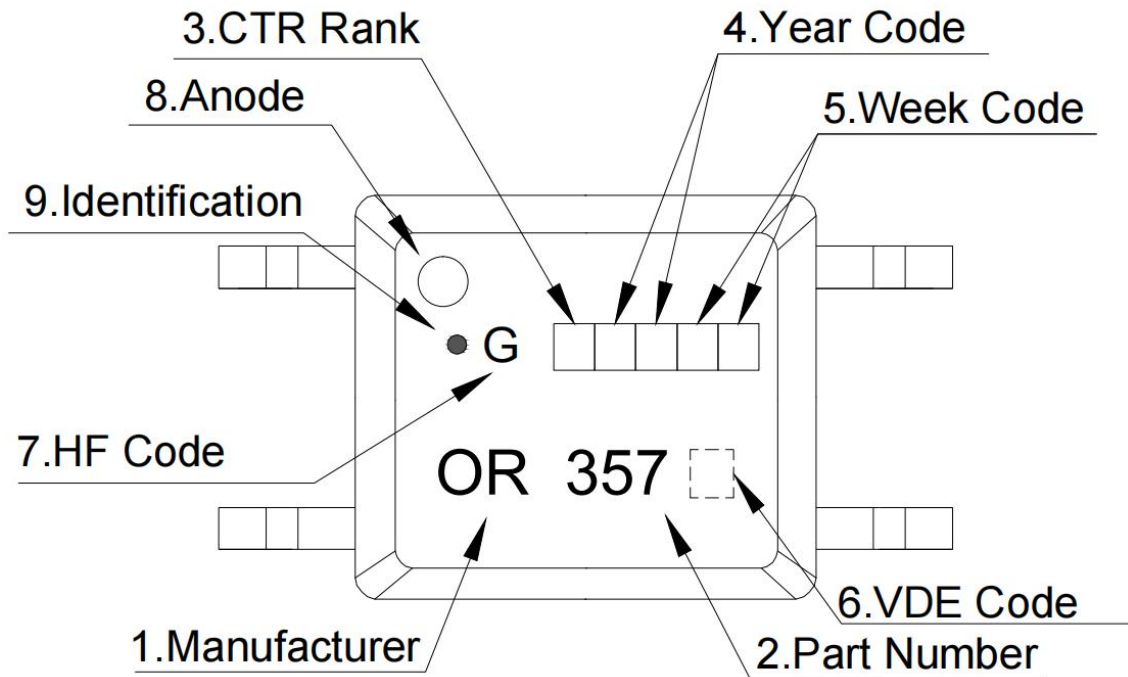 3.CTR Rank
4.Year Code
8.Anode
5.Week Code
9.Identification
G
7.HF Code
OR 357
6.VDE Code
1.Manufacturer
2.Part Number